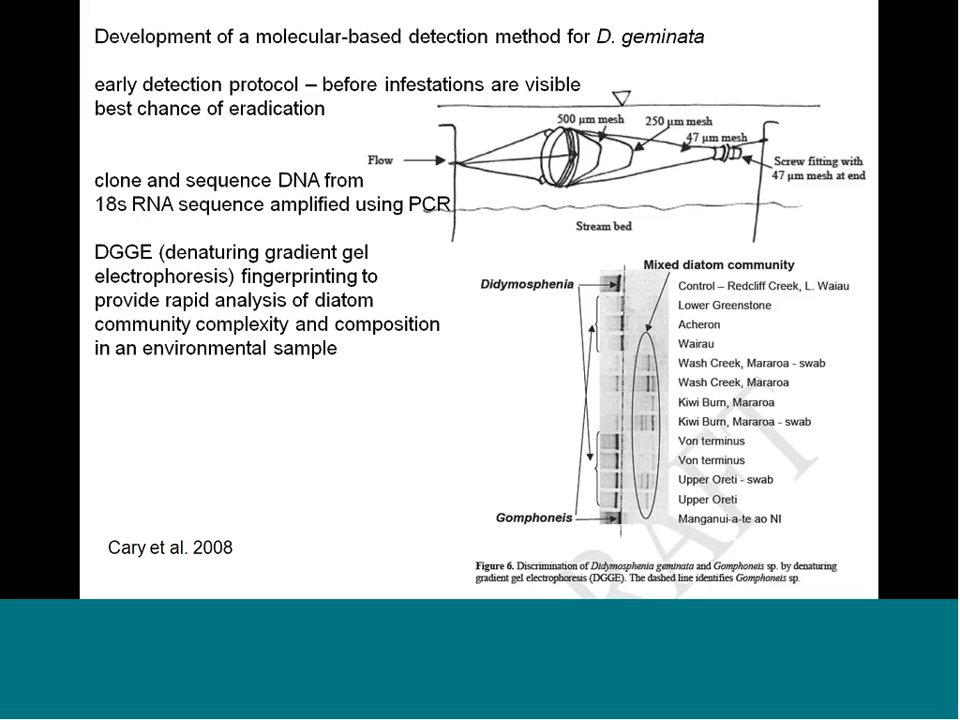 Development of a molecular-based detection method for D. geminata
early detection protocol – before infestations are visible
best chance of eradication
500 µm mesh
250 µm mesh
47 µm mesh
Flow
Screw fitting with
47 µm mesh at end
Stream bed
clone and sequence DNA from
18s RNA sequence amplified using PCR
DGGE (denaturing gradient gel
electrophoresis) fingerprinting to
provide rapid analysis of diatom
community complexity and composition
in an environmental sample
Mixed diatom community
Didymosphenia
Control – Redcliff Creek, L. Waiau
Lower Greenstone
Acheron
Wairau
Wash Creek, Mararoa - swab
Wash Creek, Mararoa
Kiwi Burn, Mararoa
Kiwi Burn, Mararoa - swab
Von terminus
Von terminus
Upper Oreti - swab
Upper Oreti
Gomphoneis
Manganui-a-te ao NI
RAFT
Cary et al. 2008
Figure 6. Discrimination of Didymosphenia geminata and Gomphoneis sp. by denaturing
gradient gel electrophoresis (DGGE). The dashed line identifies Gomphoneis sp.